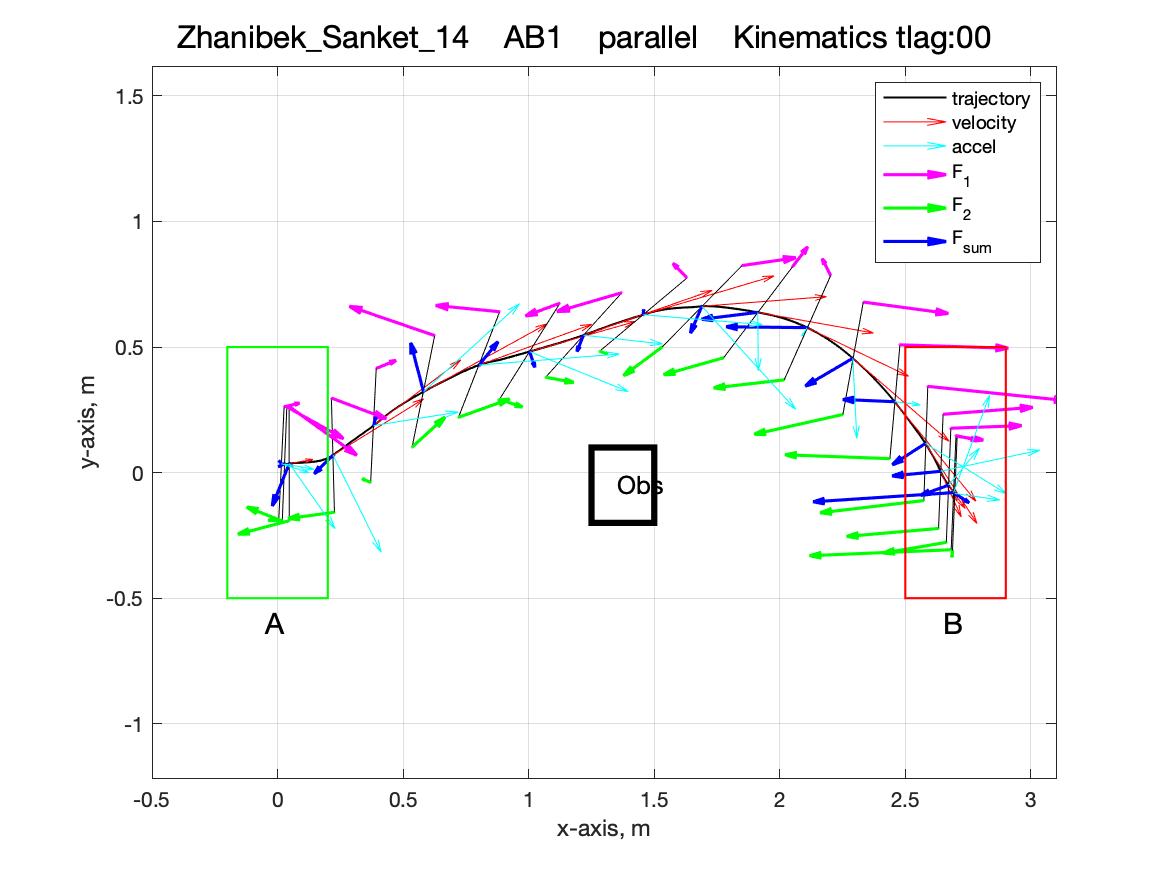 Zhanibek_Sanket_14 AB1 parallel Kinematics tlag:00
trajectory
velocity
accel
F1
F2
Fsum
1.5
1
0.5
0
-0.5
-1
y-axis, m
Obs
A
B
-0.5 0 0.5 1 1.5 2 2.5 3
x-axis, m